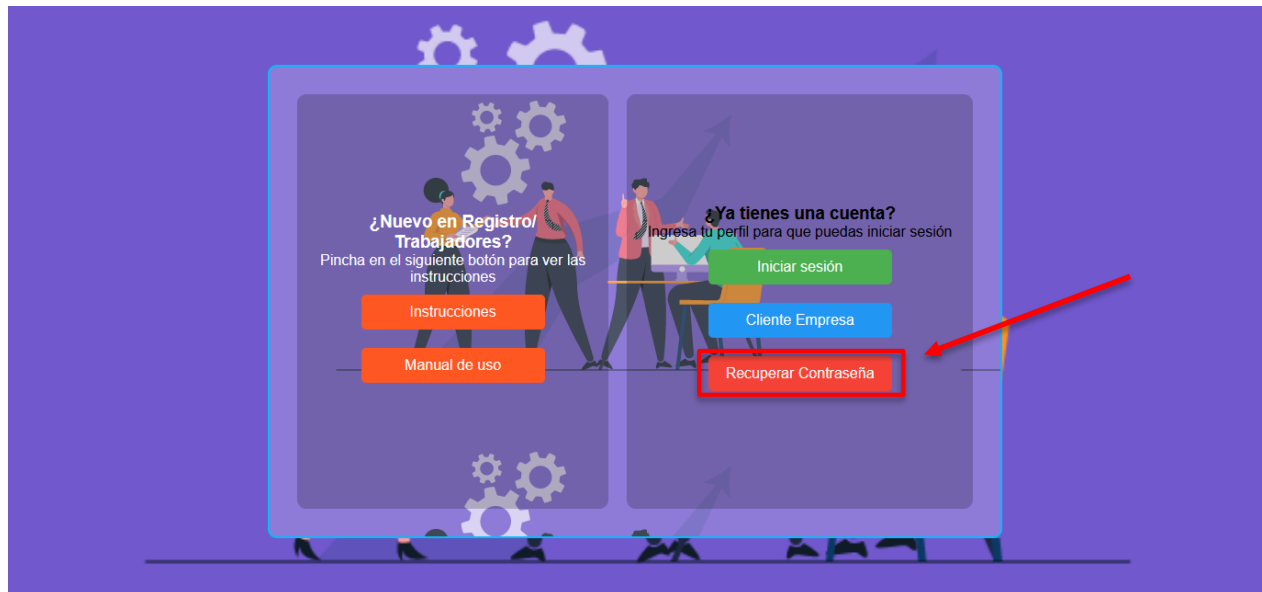 ¿Nuevo en Registro/
Trabajadores?
Pincha en el siguiente botón para ver las
instrucciones
Instrucciones
Manual de uso
¿Ya tienes una cuenta?
Ingresa tu perfil para que puedas iniciar sesión
Iniciar sesión
Cliente Empresa
Recuperar Contraseña